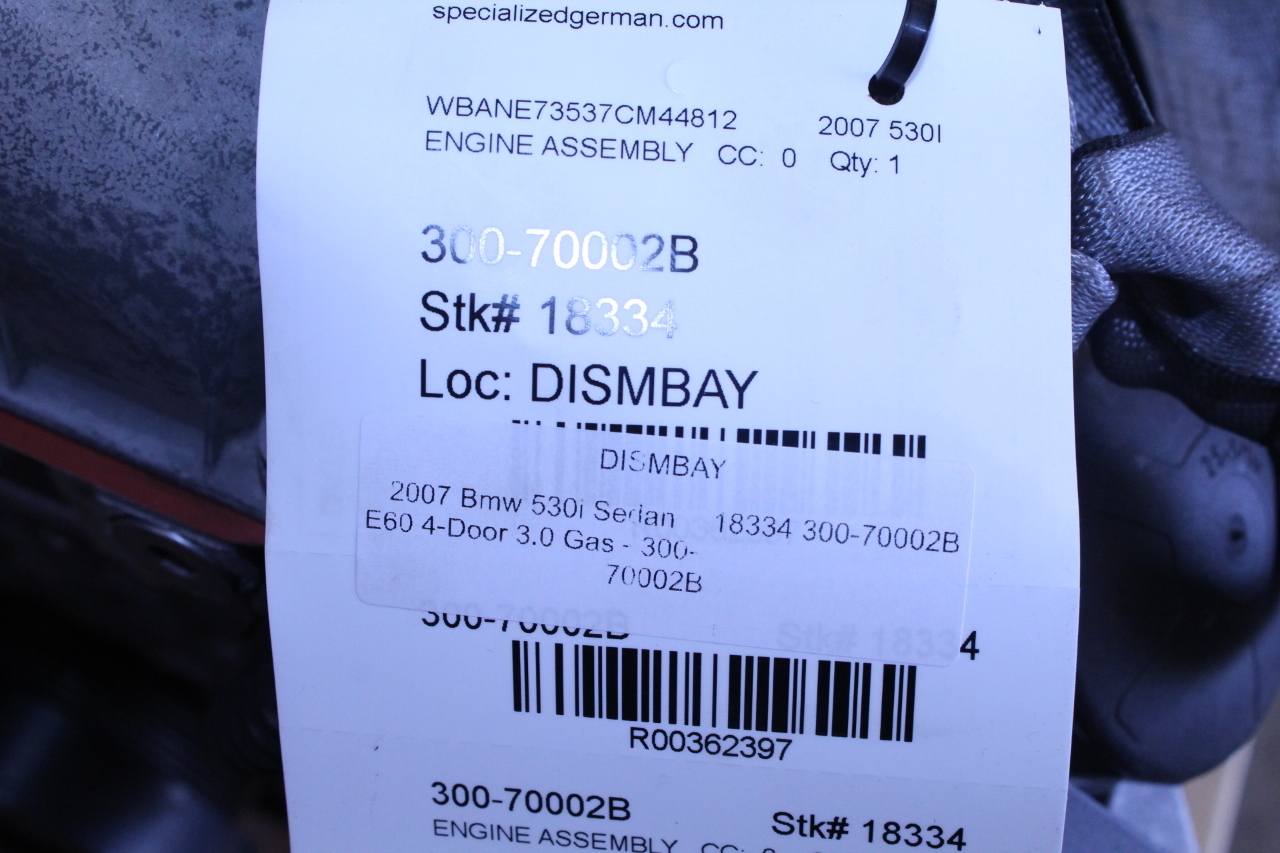 specializedgerman.com
WBANE73537CM44812 2007 530I
ENGINE ASSEMBLY CC: 0 Qty: 1
300-70002B
Stk# 18334
Loc: DISMBAY
DISMBAY
2007 Bmw 530i Sedan 18334 300-70002B
E60 4-Door 3.0 Gas - 300-
70002B
300-70002B Stk# 18334
R00362397
300-70002B Stk# 18334
ENGINE ASSEMBLY CC: 0